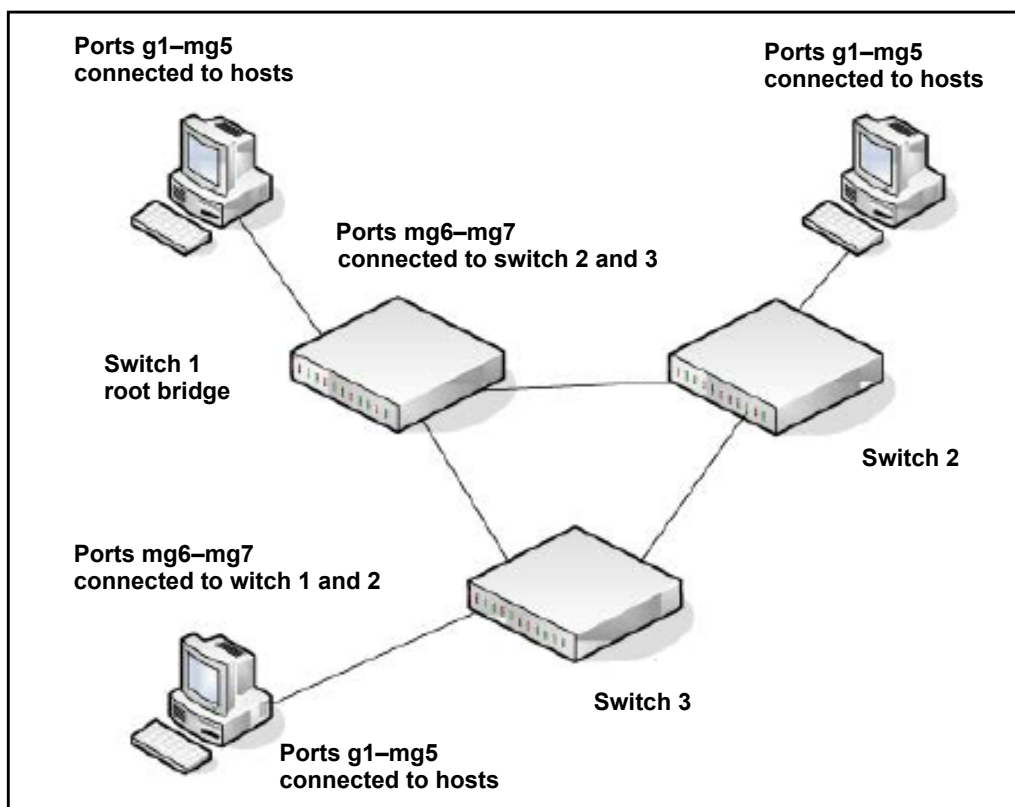 Ports g1–mg5
connected to hosts
Ports g1–mg5
connected to hosts
Ports mg6–mg7
connected to switch 2 and 3
Switch 1
root bridge
Switch 2
Ports mg6–mg7
connected to witch 1 and 2
Switch 3
Ports g1–mg5
connected to hosts